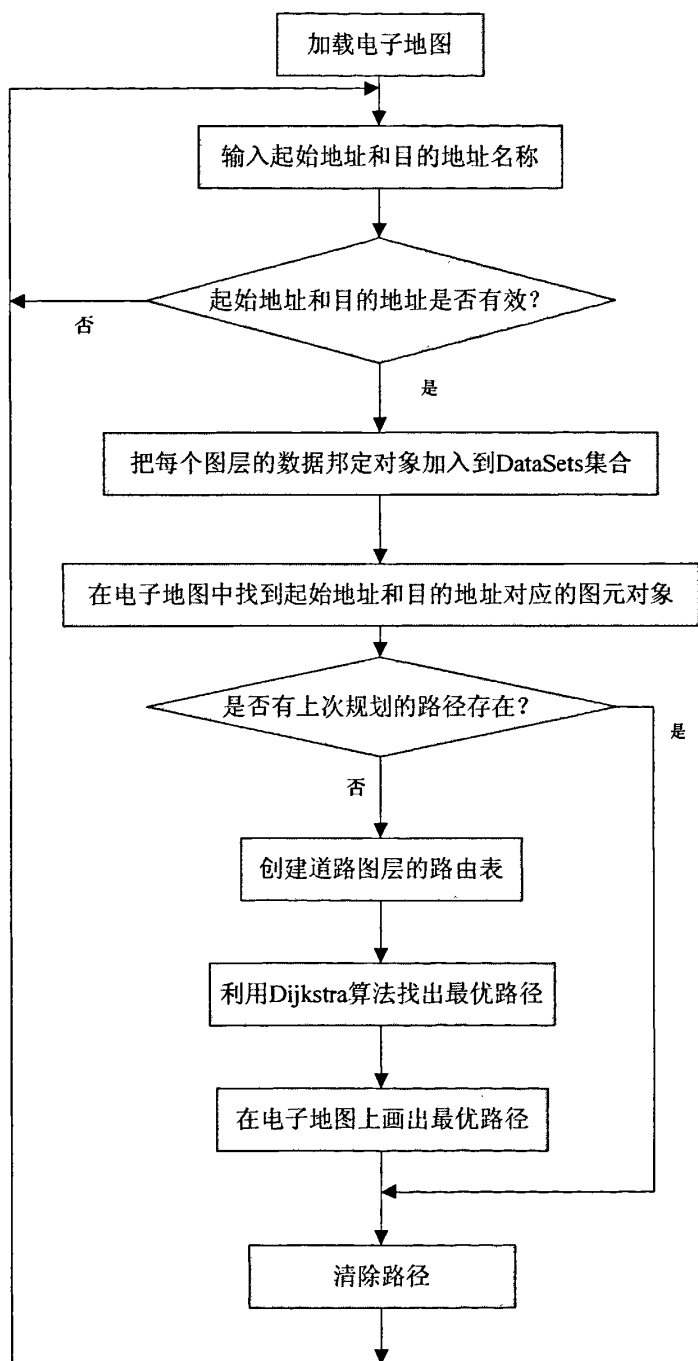 加载电子地图
输入起始地址和目的地址名称
起始地址和目的地址是否有效?
否
是
把每个图层的数据邦定对象加入到DataSets集合
在电子地图中找到起始地址和目的地址对应的图元对象
是否有上次规划的路径存在?
是
否
创建道路图层的路由表
利用Dijkstra算法找出最优路径
在电子地图上画出最优路径
清除路径